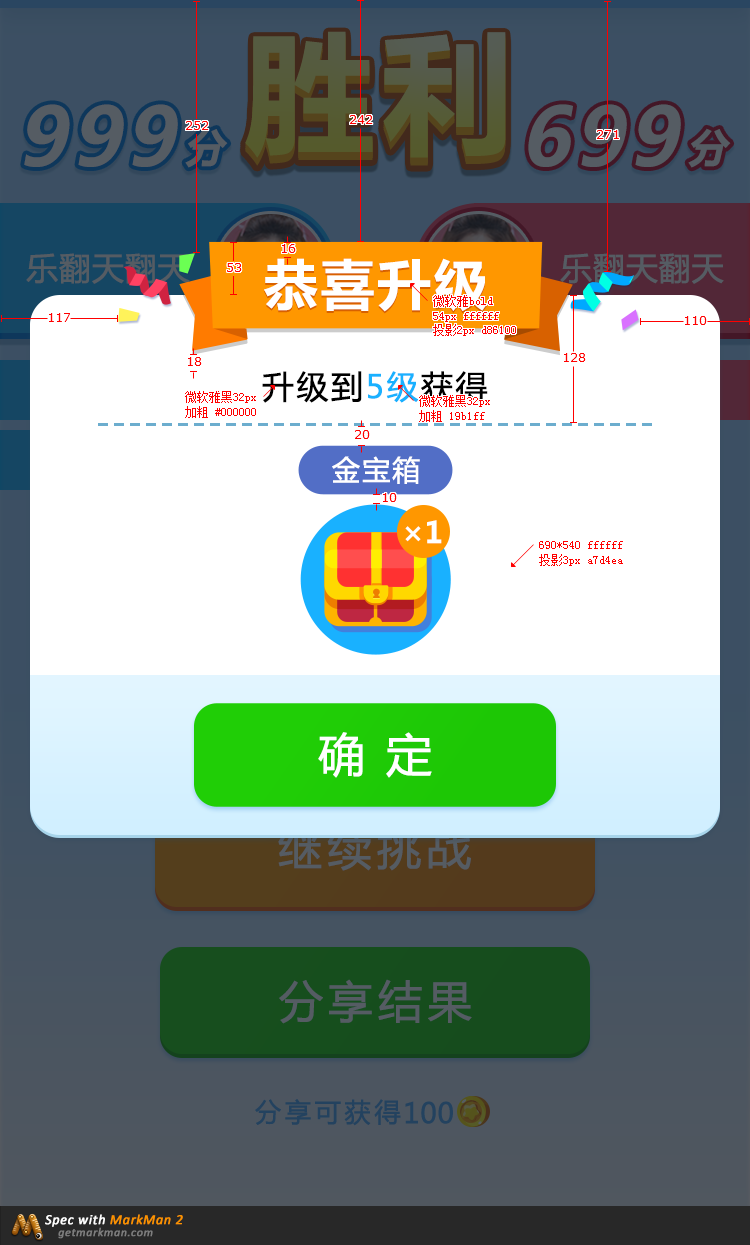 胜利
999分
699分
252
242
271
乐翻天翻天
乐翻天翻天
16
53
恭喜升级
微软雅bold
54px ffffff
投影2px d86100
117
110
18
128
升级到5级获得
微软雅黑32px
加粗 #000000
微软雅黑32px
加粗 19b1ff
20
金宝箱
10
×1
690*540 ffffff
投影3px a7d4ea
确 定
继续挑战
分享结果
分享可获得100
Spec with MarkMan 2
getmarkman.com